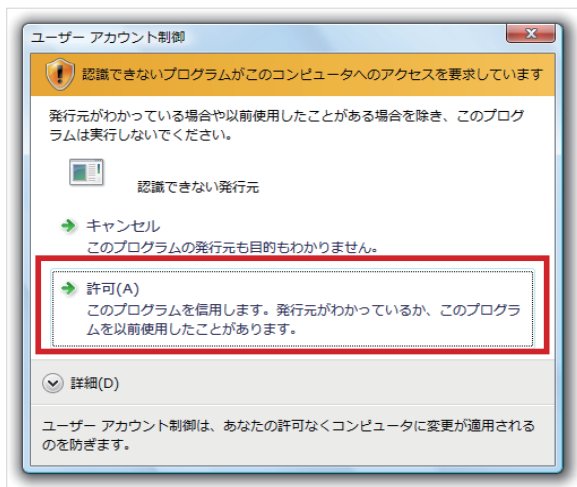 ユーザー アカウント制御
認識できないプログラムがこのコンピュータへのアクセスを要求しています
発行元がわかっている場合や以前使用したことがある場合を除き、このプログ
ラムは実行しないでください。
認識できない発行元
キャンセル
このプログラムの発行元も目的もわかりません。
許可(A)
このプログラムを信用します。発行元がわかっているか、このプログラ
ムを以前使用したことがあります。
詳細(D)
ユーザー アカウント制御は、あなたの許可なくコンピュータに変更が適用される
のを防ぎます。